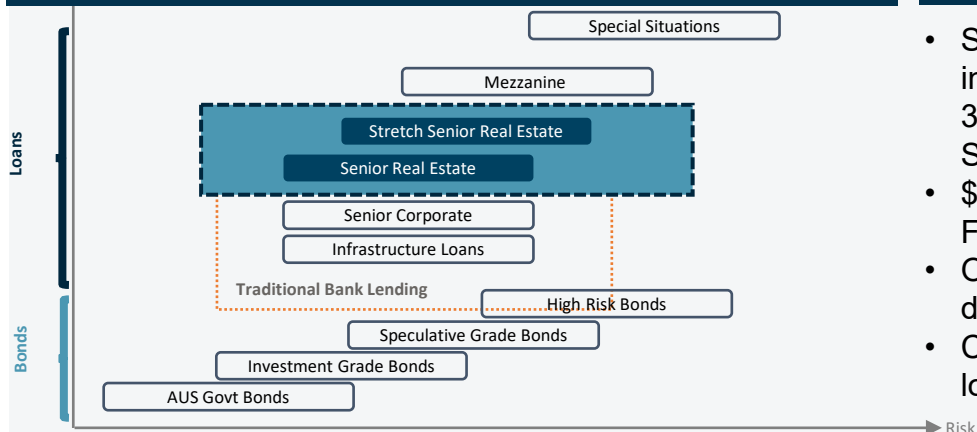 Special Situations
Mezzanine
Stretch Senior Real Estate
Senior Real Estate
Senior Corporate
Infrastructure Loans
Traditional Bank Lending
High Risk Bonds
Speculative Grade Bonds
Investment Grade Bonds
AUS Govt Bonds
Loans
Bonds
Risk
•
•
•
•